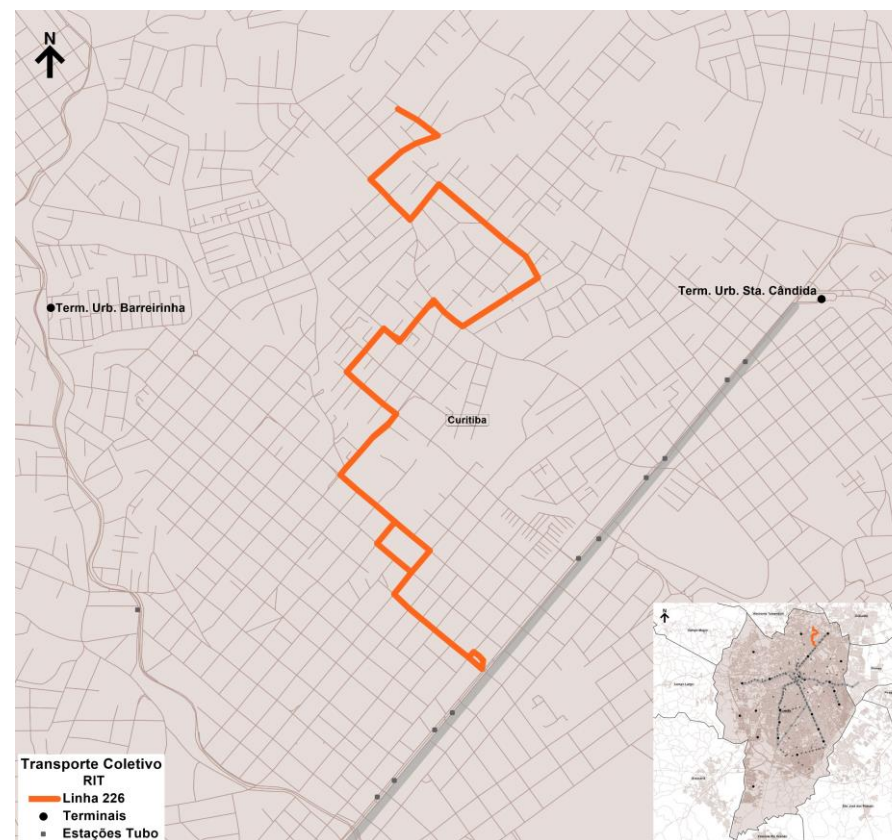 N
Term. Urb. Sta. Cândida
Term. Urb. Barreirinha
Curitiba
N
Transporte Coletivo
RIT
Linha 226
Terminais
Estações Tubo